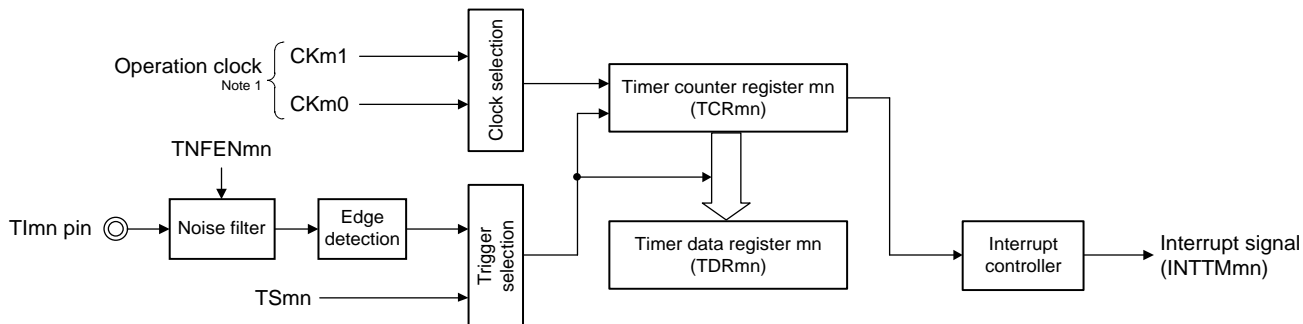 Operation clock
Note 1
CKm1
CKm0
Clock selection
Timer counter register mn
(TCRmn)
TNFENmn
TImn pin
Noise filter
Edge
detection
Trigger
selection
TSmn
Timer data register mn
(TDRmn)
Interrupt
controller
Interrupt signal
(INTTMmn)